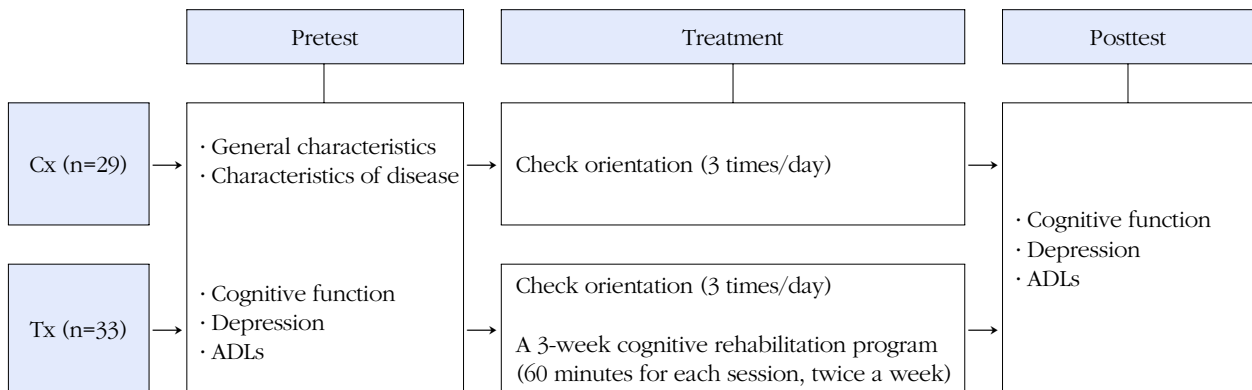 Pretest
Treatment
Posttest
Cx (n=29)
· General characteristics
· Characteristics of disease
Check orientation (3 times/day)
Tx (n=33)
· Cognitive function
· Depression
· ADLs
Check orientation (3 times/day)
A 3-week cognitive rehabilitation program
(60 minutes for each session, twice a week)
· Cognitive function
· Depression
· ADLs